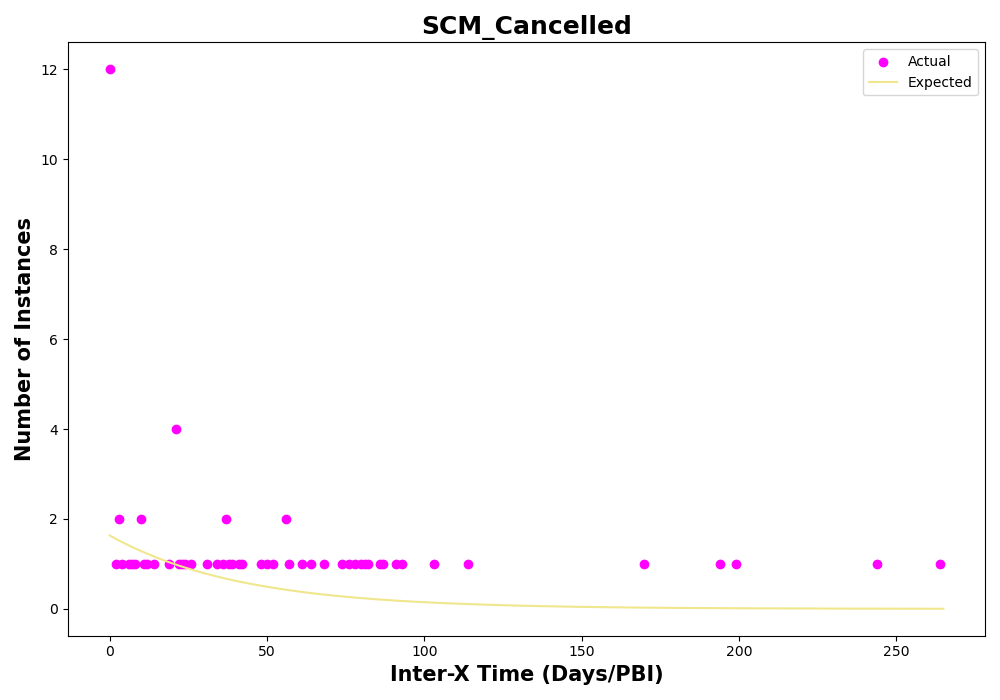 SCM_Cancelled
Actual
Expected
12
10
8
6
4
2
0
Number of Instances
0 50 100 150 200 250
Inter-X Time (Days/PBI)